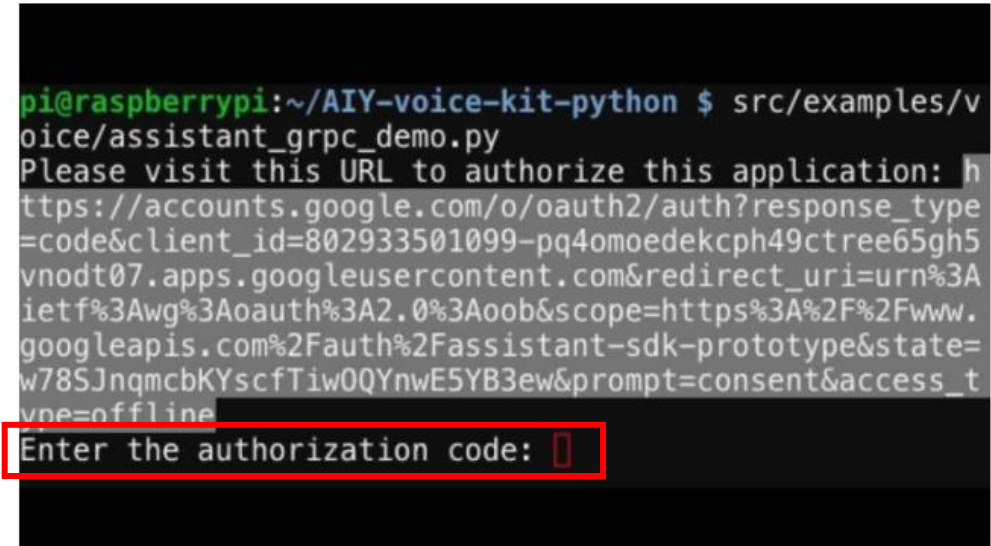 pi@raspberrypi:~/AIY-voice-kit-python $ src/examples/v
oice/assistant_grpc_demo.py
Please visit this URL to authorize this application: h
ttps://accounts.google.com/o/oauth2/auth?response_type
=code&client_id=802933501099-pq4omoedekcph49ctree65gh5
vnodt07.apps.googleusercontent.com&redirect_uri=urn%3A
ietf%3Awg%3Aoauth%3A2.0%3Aoob&scope=https%3A%2F%2Fwww.
googleapis.com%2Fauth%2Fassistant-sdk-prototype&state=
w78SJnqmcbKYscfTiwOQYnwE5YB3ew&prompt=consent&access_t
ype=offline
Enter the authorization code: